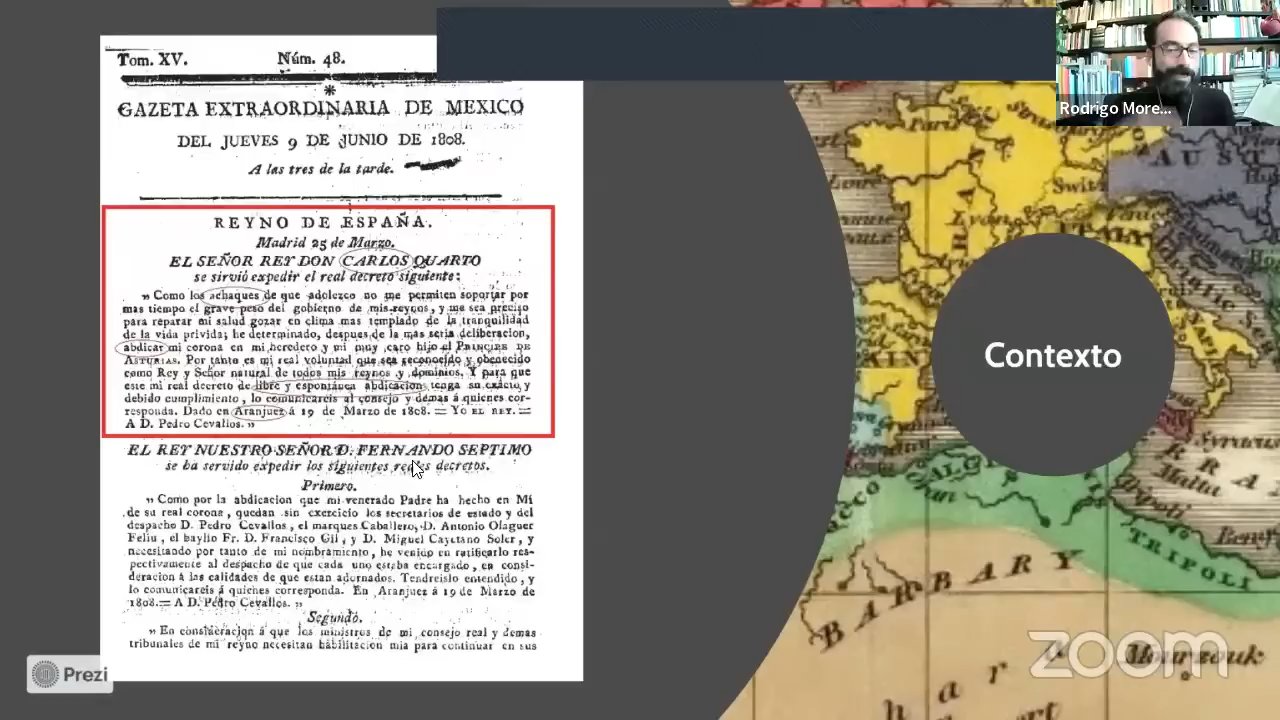 Tom. XV. Núm. 48.
GAZETA EXTRAORDINARIA DE MEXICO
DEL JUEVES 9 DE JUNIO DE 1808.
A las tres de la tarde.
REYNO DE ESPAÑA.
Madrid 25 de Marzo.
EL SEÑOR REY DON CARLOS QUARTO
se sirvió expedir el real decreto siguiente:
„ Como los achaques de que adolezco no me permiten soportar por
mas tiempo el grave peso del gobierno de mis reynos, y me sea preciso
para reparar mi salud gozar en clima mas templado de la tranquilidad
de la vida privida; he determinado, despues de la mas seria deliberacion,
abdicar mi corona en mi heredero y mi muy caro hijo el PRINCIPE DE
ASTURIAS. Por tanto es mi real voluntad que sea reconocido y obenecido
como Rey y Señor natural de todos mis reynos y dominios. Y para que
este mi real decreto de libre y espontánea abdicacion tenga su exacto y
debido cumplimiento, lo comunicareis al consejo y demas á quienes cor-
responda. Dado en Aranjuez á 19 de Marzo de 1808. = YO EL REY. =
A D. Pedro Cevallos. „
EL REY NUESTRO SEÑOR D. FERNANDO SEPTIMO
se ha servido expedir los siguientes reales decretos.
Primero.
„ Como por la abdicacion que mi venerado Padre ha hecho en Mi
de su real corona, quedan sin exercicio los secretarios de estado y del
despacho D. Pedro Cevallos, el marques Caballero, D. Antonio Olaguer
Feliu, el baylio Fr. D. Francisco Gil, y D. Miguel Cayetano Soler, y
necesitando por tanto de mi nombramiento, he venido en ratificarlo res-
pectivamente al despacho de que cada uno estaba encargado, en consi-
deracion á las calidades de que estan adornados. Tendreislo entendido, y
lo comunicareis á quienes corresponda. En Aranjuez á 19 de Marzo de
1808.= A D. Pedro Cevallos. „
Segundo.
„ En consideracion á que los ministros de mi consejo real y demas
tribunales de mi reyno necesitan habilitacion mia para continuar en sus
Prezi
Rodrigo More...
Contexto
Paris
Lyon
AUST
Swit
Venic
ITALY
ALG
Malta
TRIPOLI
BARBARY
Mourzouk
zoom